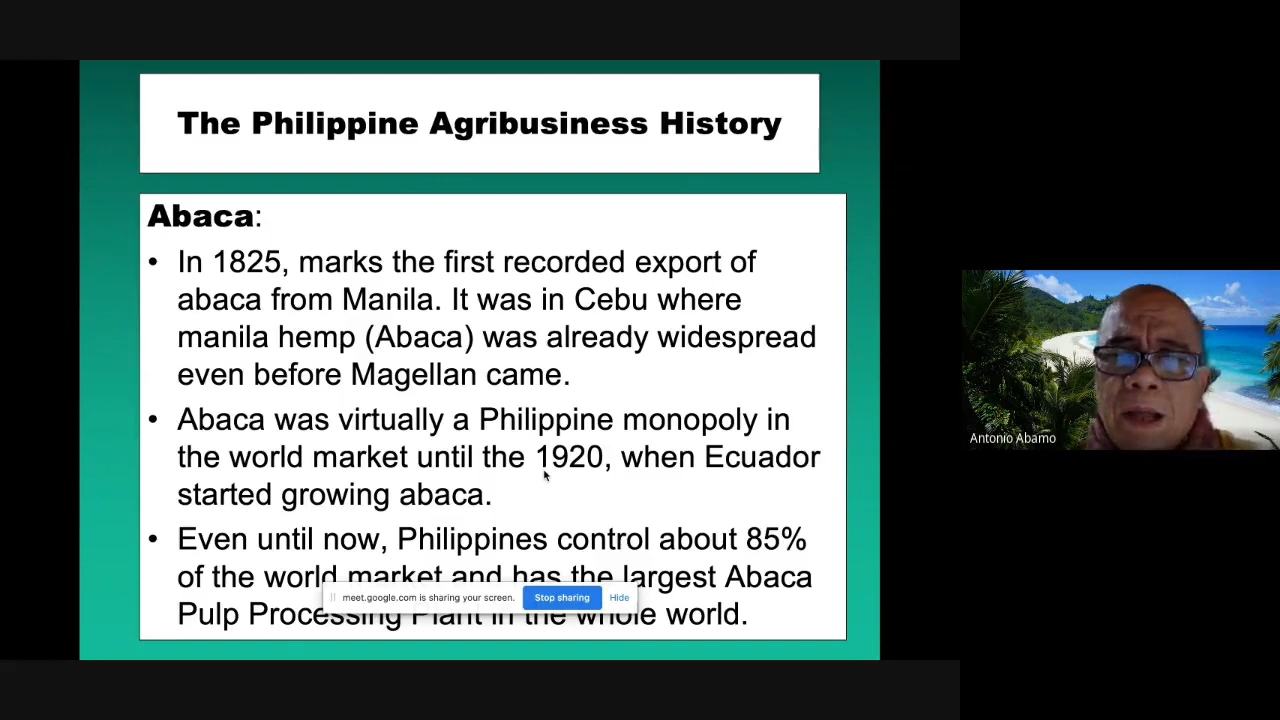 The Philippine Agribusiness History
Abaca:
• In 1825, marks the first recorded export of
abaca from Manila. It was in Cebu where
manila hemp (Abaca) was already widespread
even before Magellan came.
• Abaca was virtually a Philippine monopoly in
the world market until the 1920, when Ecuador
started growing abaca.
• Even until now, Philippines control about 85%
of the world market and has the largest Abaca
Pulp Processing Plant in the whole world.
meet.google.com is sharing your screen. Stop sharing Hide
Antonio Abamo